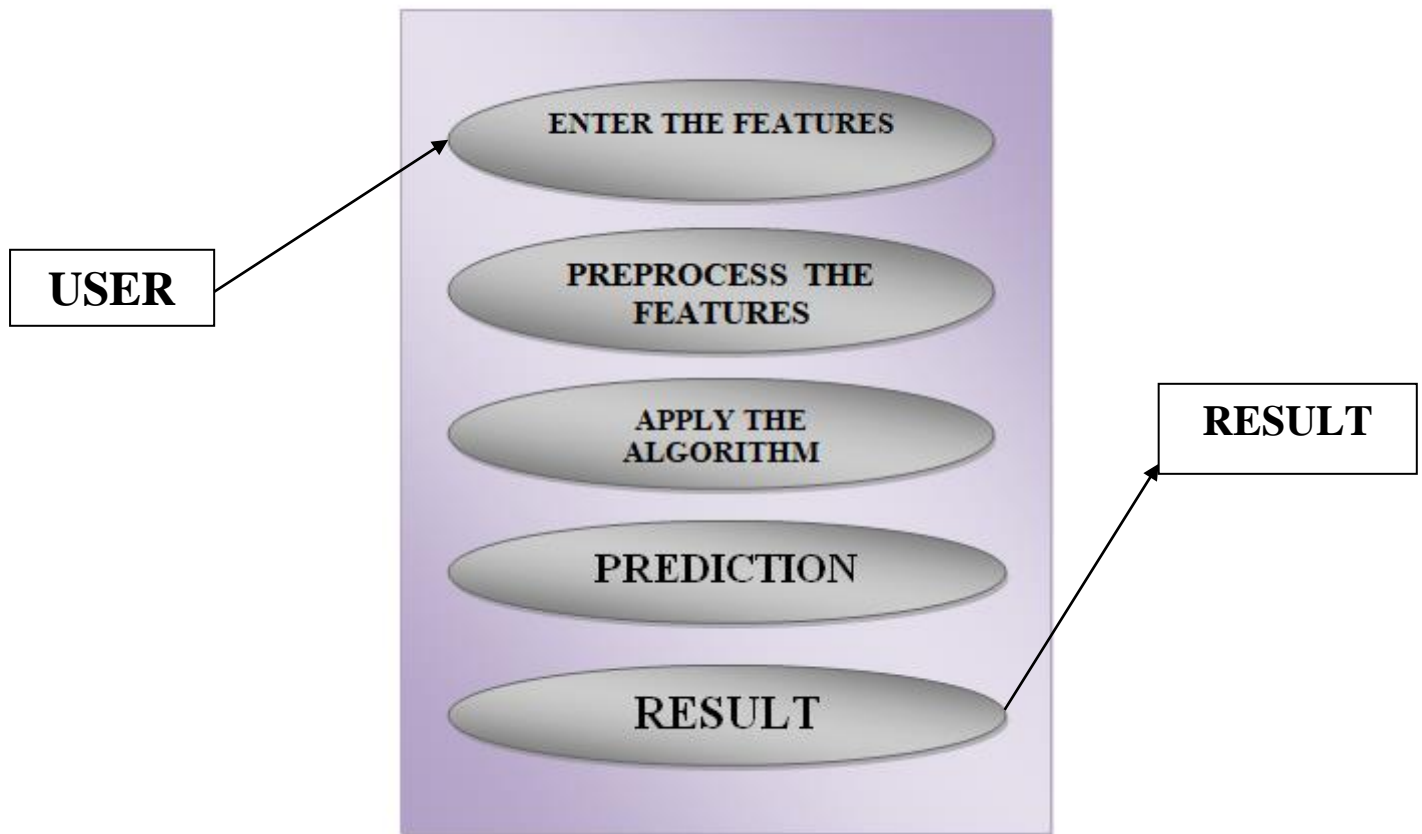 ENTER THE FEATURES
USER
PREPROCESS THE
FEATURES
APPLY THE
ALGORITHM
RESULT
PREDICTION
RESULT